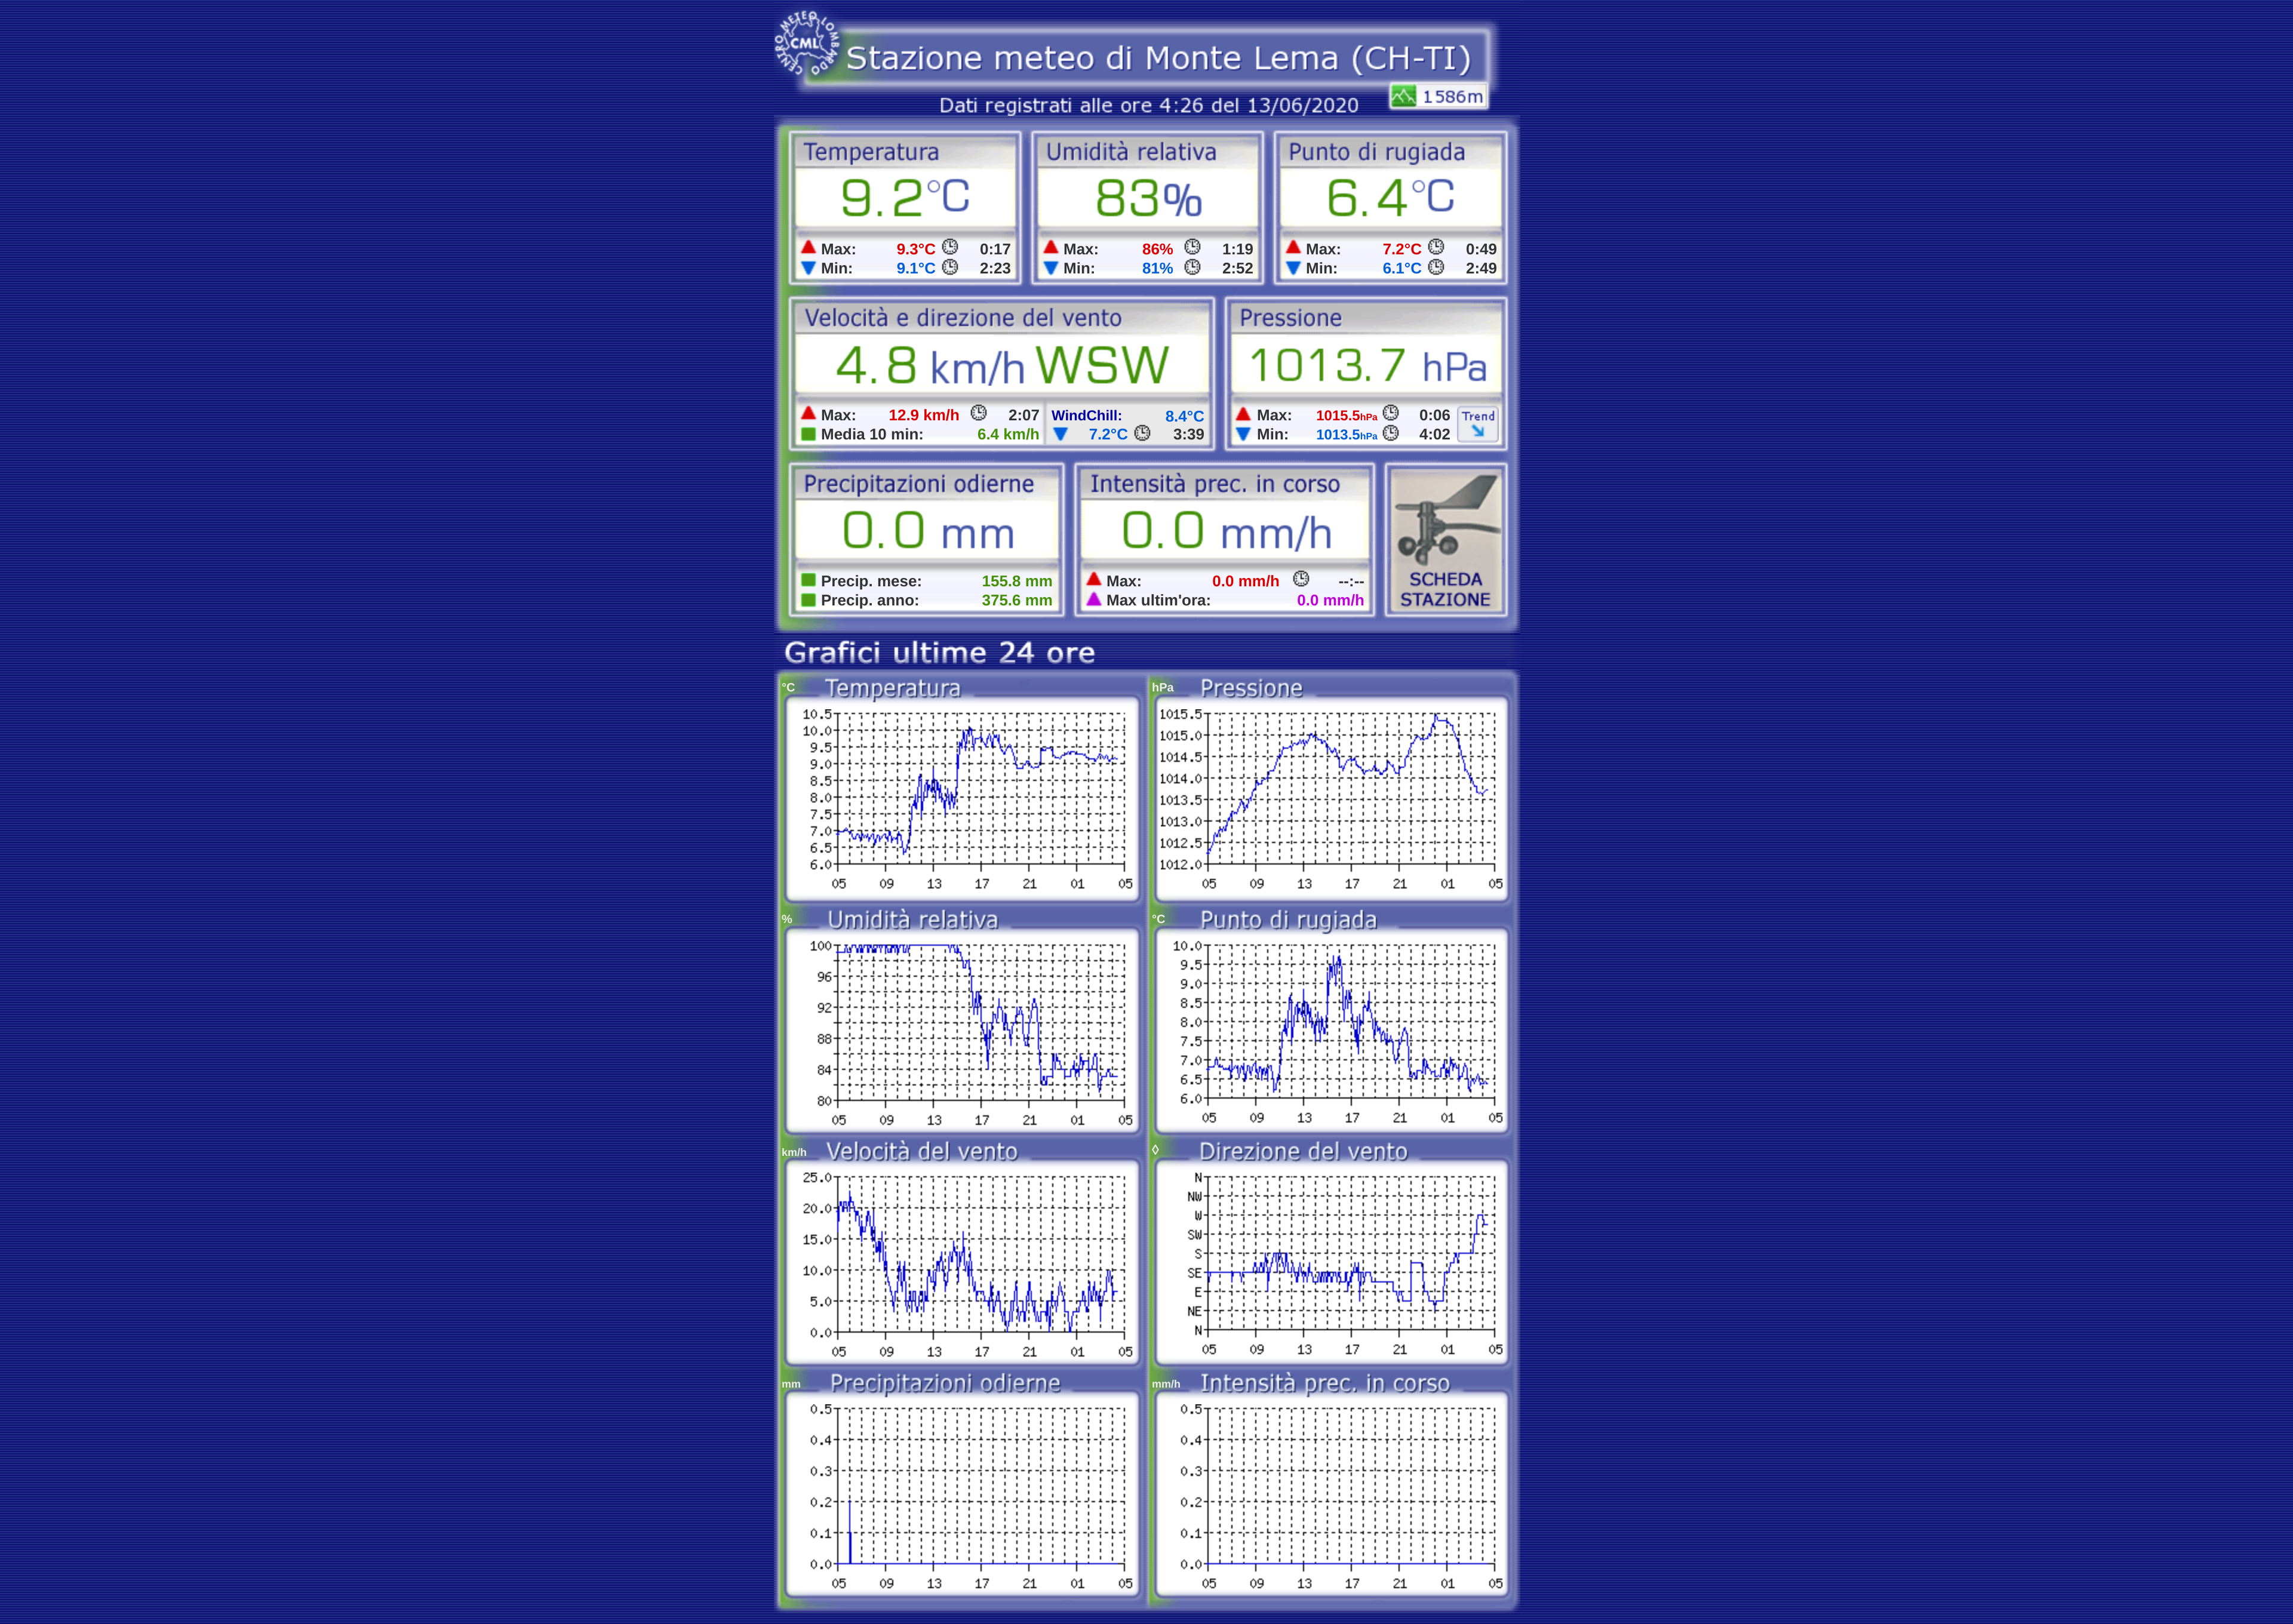 CENTRO METEO LOMBARDO
CML
Stazione meteo di Monte Lema (CH-TI)
1586m
Dati registrati alle ore 4:26 del 13/06/2020
Temperatura
9.2°C
Max: 9.3°C 0:17
Min: 9.1°C 2:23
Umidità relativa
83%
Max: 86% 1:19
Min: 81% 2:52
Punto di rugiada
6.4°C
Max: 7.2°C 0:49
Min: 6.1°C 2:49
Velocità e direzione del vento
4.8 km/h WSW
Max: 12.9 km/h 2:07
Media 10 min: 6.4 km/h
WindChill: 8.4°C
7.2°C 3:39
Pressione
1013.7 hPa
Max: 1015.5hPa 0:06
Min: 1013.5hPa 4:02
Trend
Precipitazioni odierne
0.0 mm
Precip. mese: 155.8 mm
Precip. anno: 375.6 mm
Intensità prec. in corso
0.0 mm/h
Max: 0.0 mm/h --:--
Max ultim'ora: 0.0 mm/h
SCHEDA
STAZIONE
Grafici ultime 24 ore
°C Temperatura
10.5
10.0
9.5
9.0
8.5
8.0
7.5
7.0
6.5
6.0
05 09 13 17 21 01 05
hPa Pressione
1015.5
1015.0
1014.5
1014.0
1013.5
1013.0
1012.5
1012.0
05 09 13 17 21 01 05
% Umidità relativa
100
96
92
88
84
80
05 09 13 17 21 01 05
°C Punto di rugiada
10.0
9.5
9.0
8.5
8.0
7.5
7.0
6.5
6.0
05 09 13 17 21 01 05
km/h Velocità del vento
25.0
20.0
15.0
10.0
5.0
0.0
05 09 13 17 21 01 05
◊ Direzione del vento
N
NW
W
SW
S
SE
E
NE
N
05 09 13 17 21 01 05
mm Precipitazioni odierne
0.5
0.4
0.3
0.2
0.1
0.0
05 09 13 17 21 01 05
mm/h Intensità prec. in corso
0.5
0.4
0.3
0.2
0.1
0.0
05 09 13 17 21 01 05